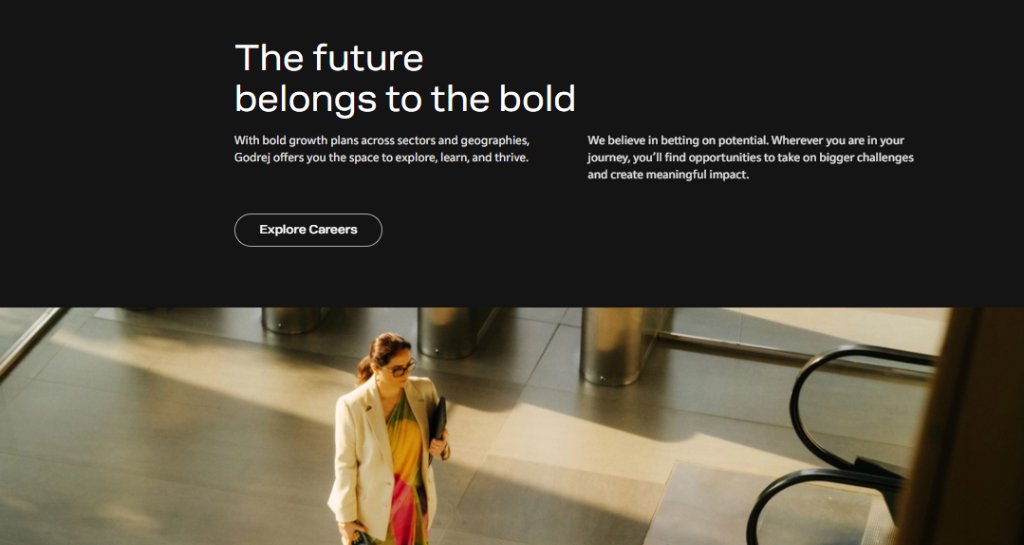 The future
belongs to the bold
With bold growth plans across sectors and geographies,
Godrej offers you the space to explore, learn, and thrive.
We believe in betting on potential. Wherever you are in your
journey, you'll find opportunities to take on bigger challenges
and create meaningful impact.
Explore Careers